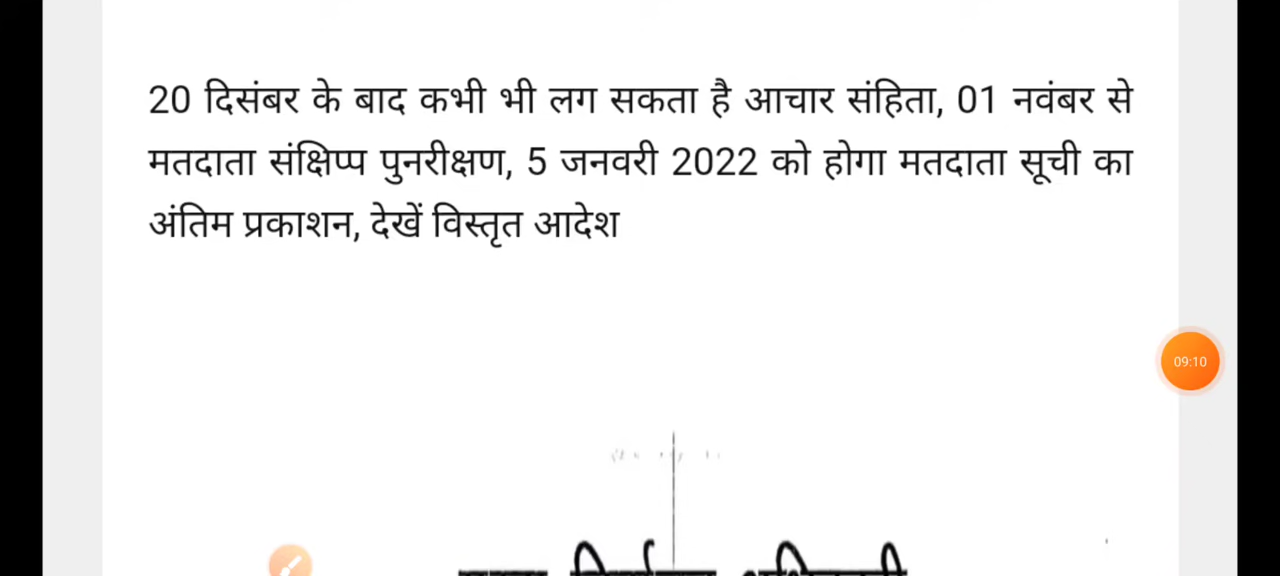 20 दिसंबर के बाद कभी भी लग सकता है आचार संहिता, 01 नवंबर से
मतदाता संक्षिप्प पुनरीक्षण, 5 जनवरी 2022 को होगा मतदाता सूची का
अंतिम प्रकाशन, देखें विस्तृत आदेश
09:10